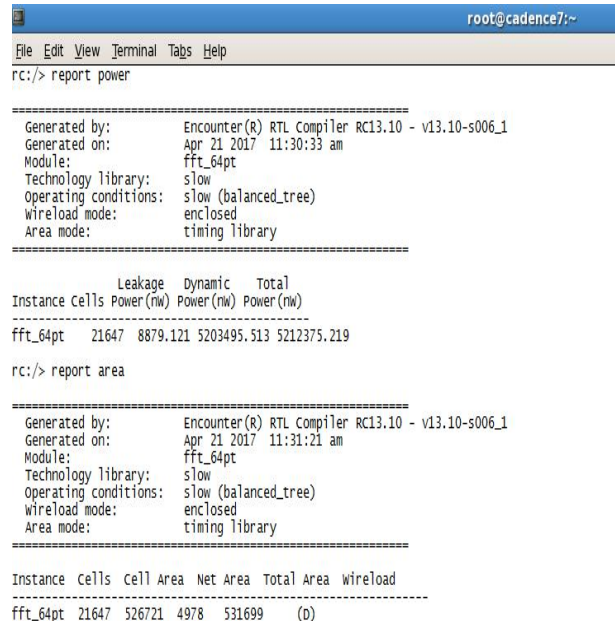 root@cadence7:~
File Edit View Terminal Tabs Help
rc:/> report power
============================================================
Generated by: Encounter(R) RTL Compiler RC13.10 - v13.10-s006_1
Generated on: Apr 21 2017 11:30:33 am
Module: fft_64pt
Technology library: slow
Operating conditions: slow (balanced_tree)
Wireload mode: enclosed
Area mode: timing library
============================================================
Leakage Dynamic Total
Instance Cells Power(nW) Power(nW) Power(nW)
---------------------------------------------
fft_64pt 21647 8879.121 5203495.513 5212375.219
rc:/> report area
============================================================
Generated by: Encounter(R) RTL Compiler RC13.10 - v13.10-s006_1
Generated on: Apr 21 2017 11:31:21 am
Module: fft_64pt
Technology library: slow
Operating conditions: slow (balanced_tree)
Wireload mode: enclosed
Area mode: timing library
============================================================
Instance Cells Cell Area Net Area Total Area Wireload
---------------------------------------------------------------
fft_64pt 21647 526721 4978 531699 (D)